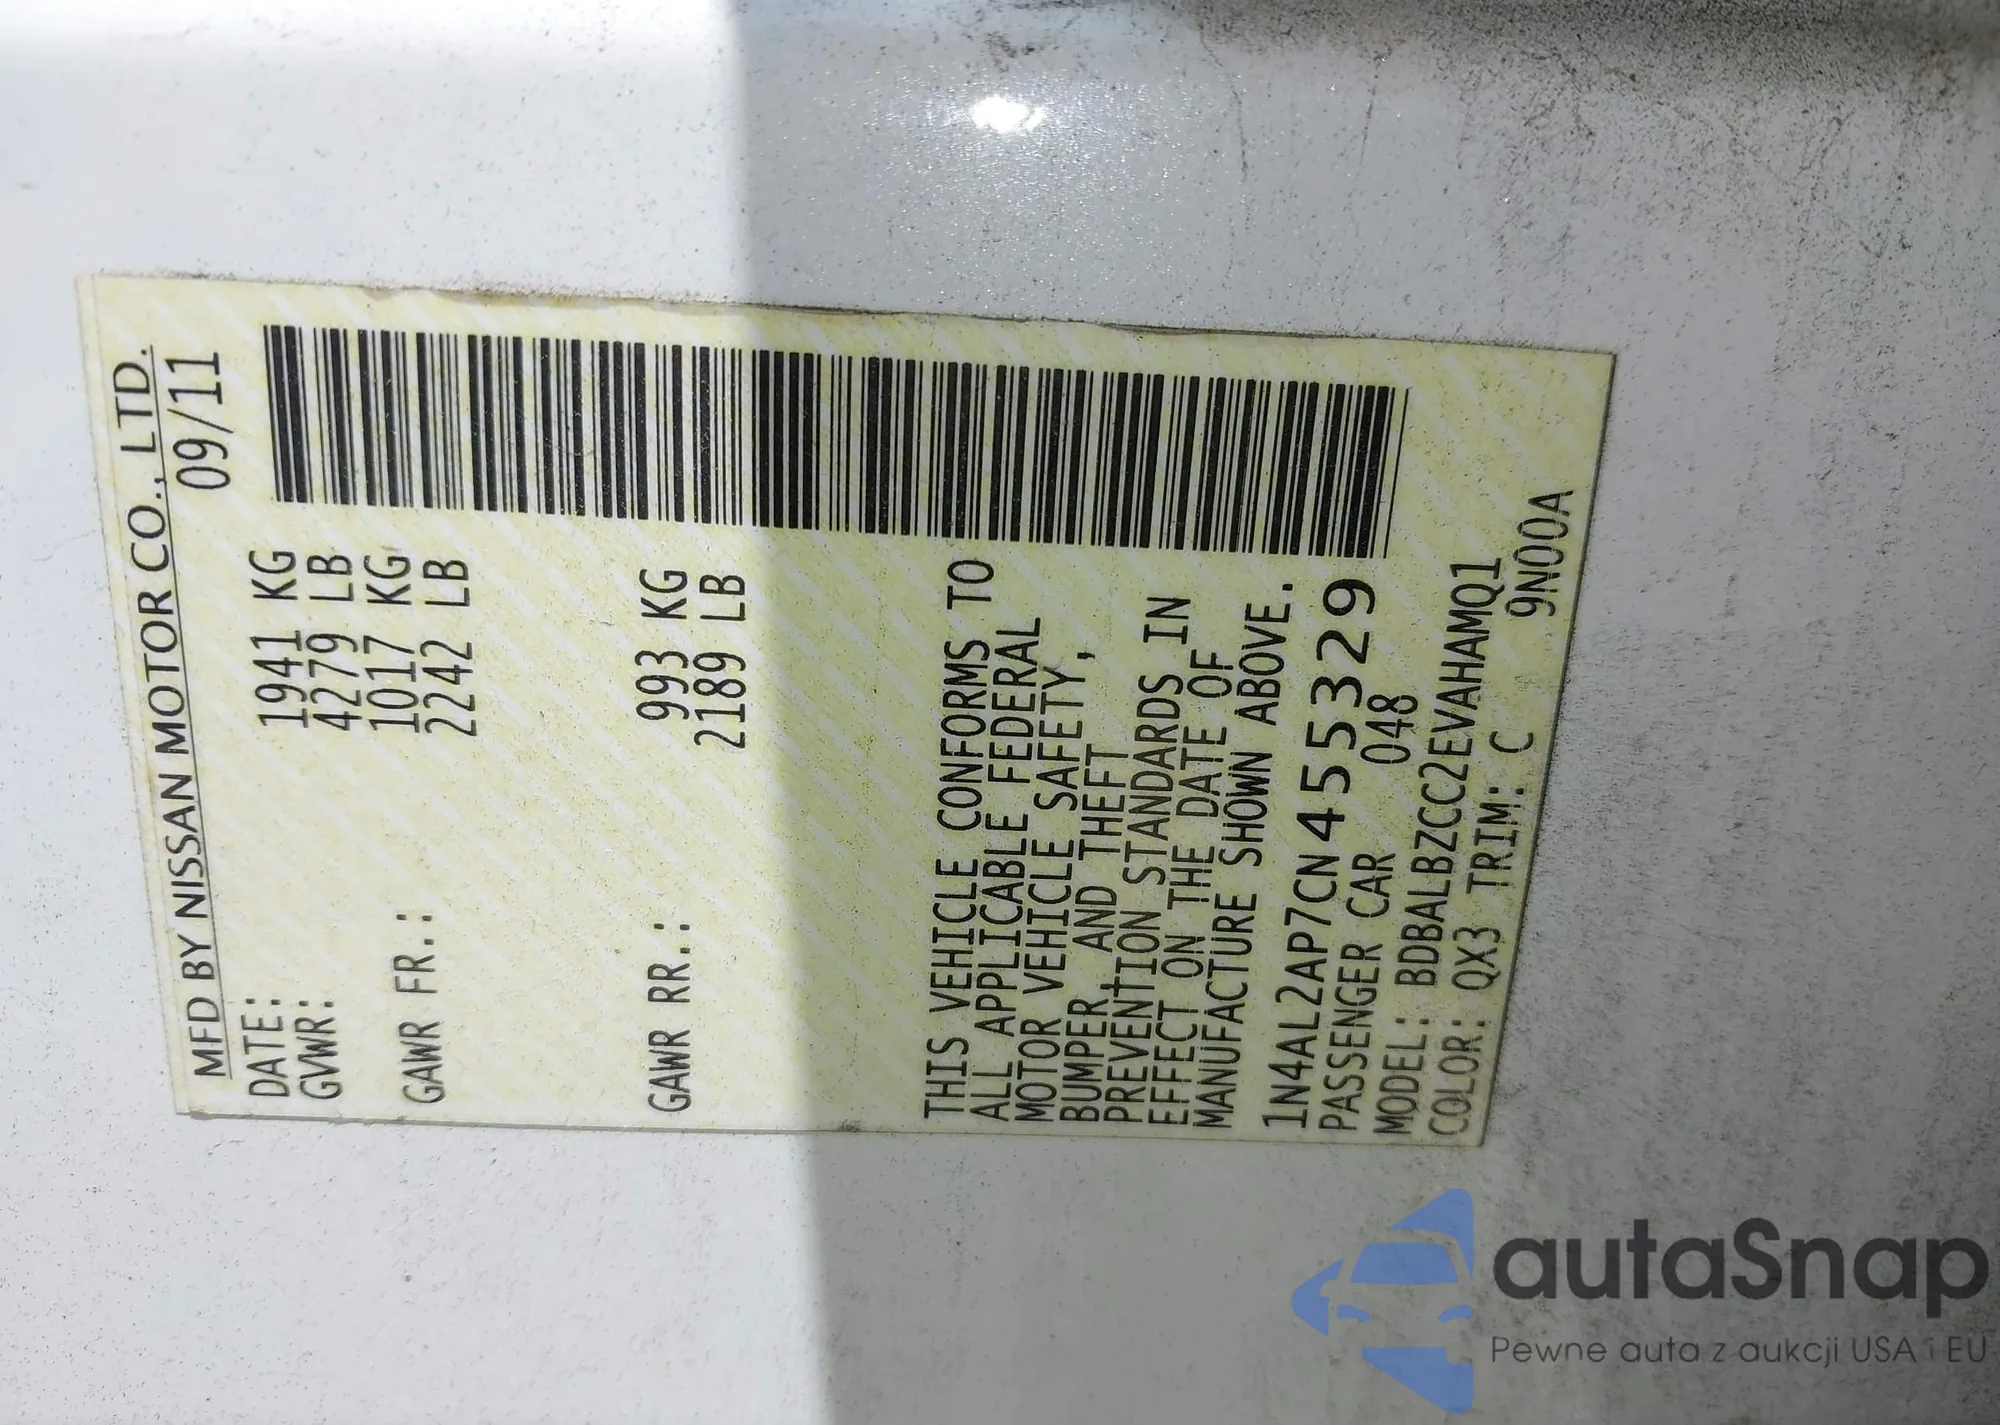 MFD BY NISSAN MOTOR CO., LTD.
DATE: 09/11
GVWR: 1941 KG
4279 LB
GAWR FR.: 1017 KG
2242 LB
GAWR RR.: 993 KG
2189 LB
THIS VEHICLE CONFORMS TO
ALL APPLICABLE FEDERAL
MOTOR VEHICLE SAFETY,
BUMPER, AND THEFT
PREVENTION STANDARDS IN
EFFECT ON THE DATE OF
MANUFACTURE SHOWN ABOVE.
1N4AL2AP7CN455329
PASSENGER CAR 048
MODEL: BDBALBZCC2EVAHAMQ1
COLOR: QX3 TRIM: C 9N00A
autaSnap
Pewne auta z aukcji USA i EU